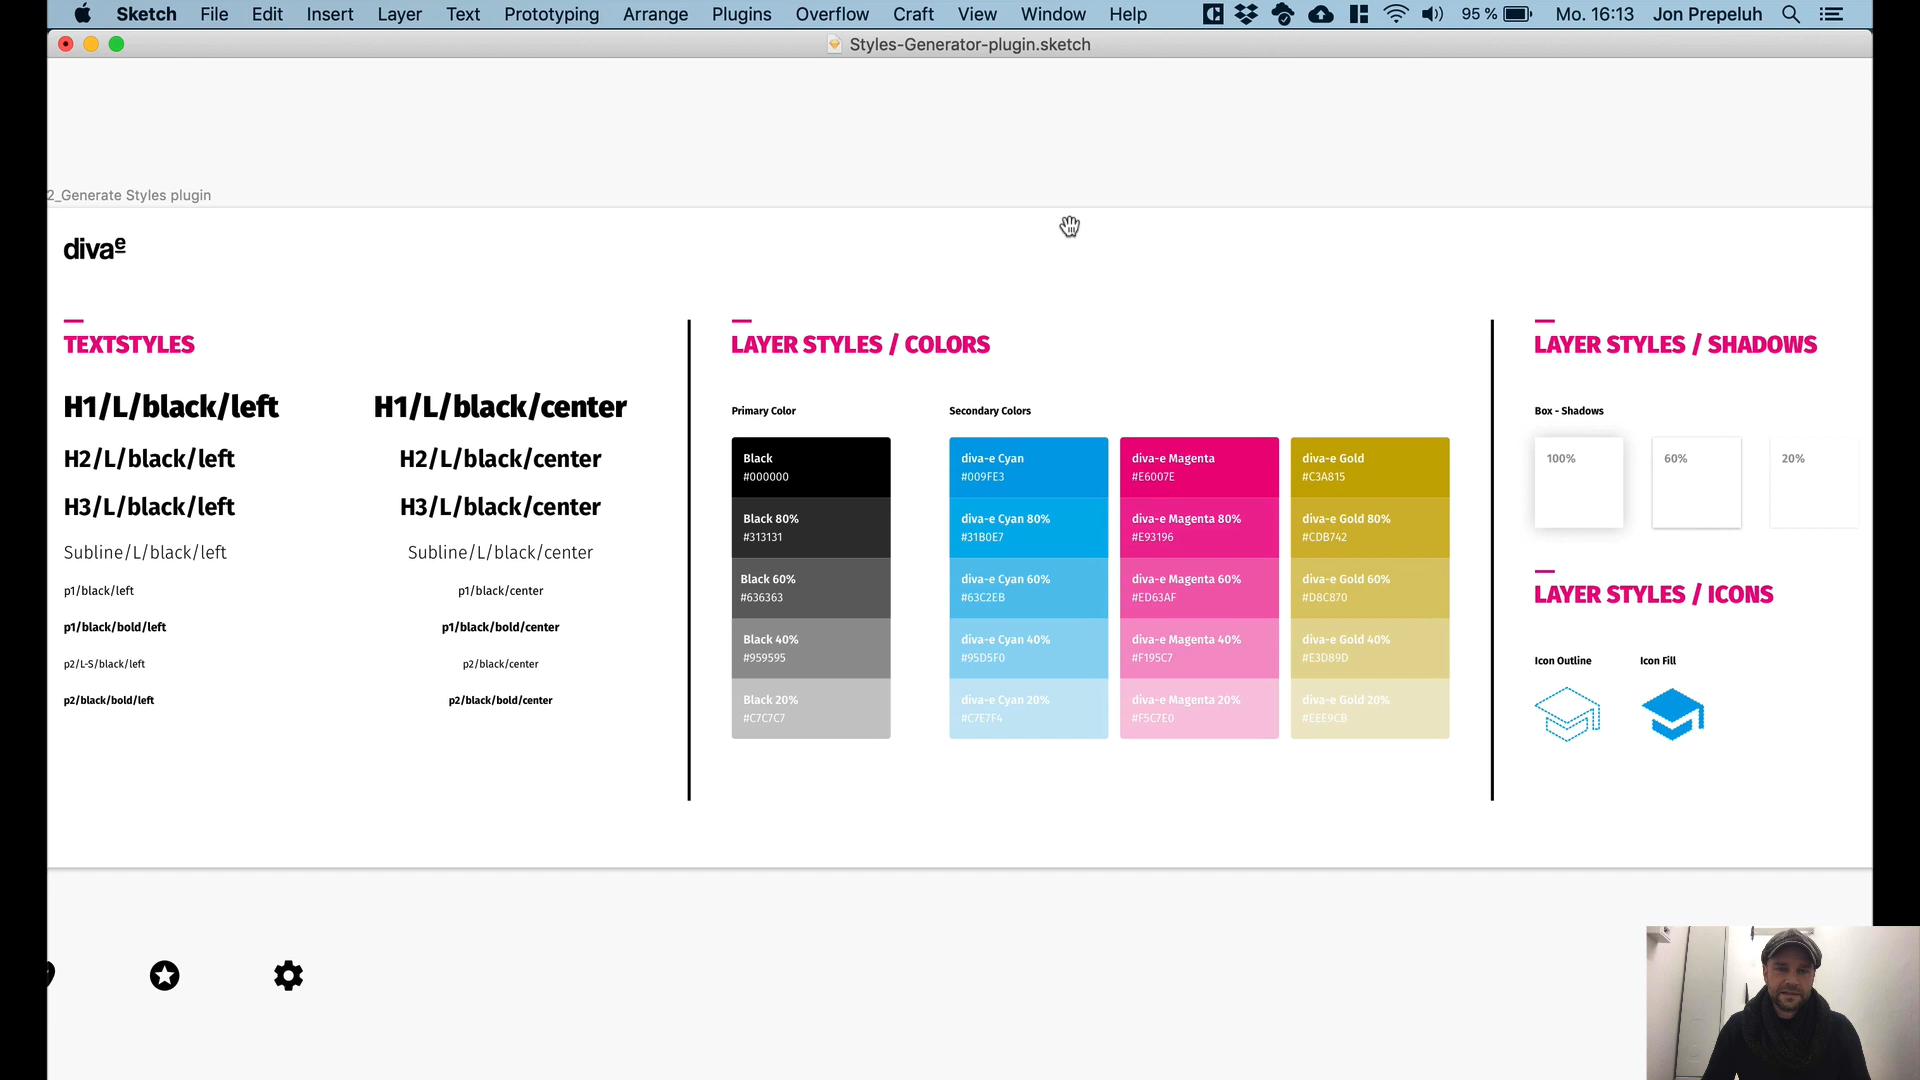 Sketch File Edit Insert Layer Text Prototyping Arrange Plugins Overflow Craft View Window Help 95 % Mo. 16:13 Jon Prepeluh
Styles-Generator-plugin.sketch
2_Generate Styles plugin
divae
TEXTSTYLES
H1/L/black/left
H1/L/black/center
H2/L/black/left
H2/L/black/center
H3/L/black/left
H3/L/black/center
Subline/L/black/left
Subline/L/black/center
p1/black/left
p1/black/center
p1/black/bold/left
p1/black/bold/center
p2/L-S/black/left
p2/black/center
p2/black/bold/left
p2/black/bold/center
LAYER STYLES / COLORS
Primary Color
Black
#000000
Black 80%
#313131
Black 60%
#636363
Black 40%
#959595
Black 20%
#C7C7C7
Secondary Colors
diva-e Cyan
#009FE3
diva-e Cyan 80%
#31B0E7
diva-e Cyan 60%
#63C2EB
diva-e Cyan 40%
#95D5F0
diva-e Cyan 20%
#C7E7F4
diva-e Magenta
#E6007E
diva-e Magenta 80%
#E93196
diva-e Magenta 60%
#ED63AF
diva-e Magenta 40%
#F195C7
diva-e Magenta 20%
#F5C7E0
diva-e Gold
#C3A815
diva-e Gold 80%
#CDB742
diva-e Gold 60%
#D8C870
diva-e Gold 40%
#E3D89D
diva-e Gold 20%
#EEE9CB
LAYER STYLES / SHADOWS
Box - Shadows
100%
60%
20%
LAYER STYLES / ICONS
Icon Outline
Icon Fill